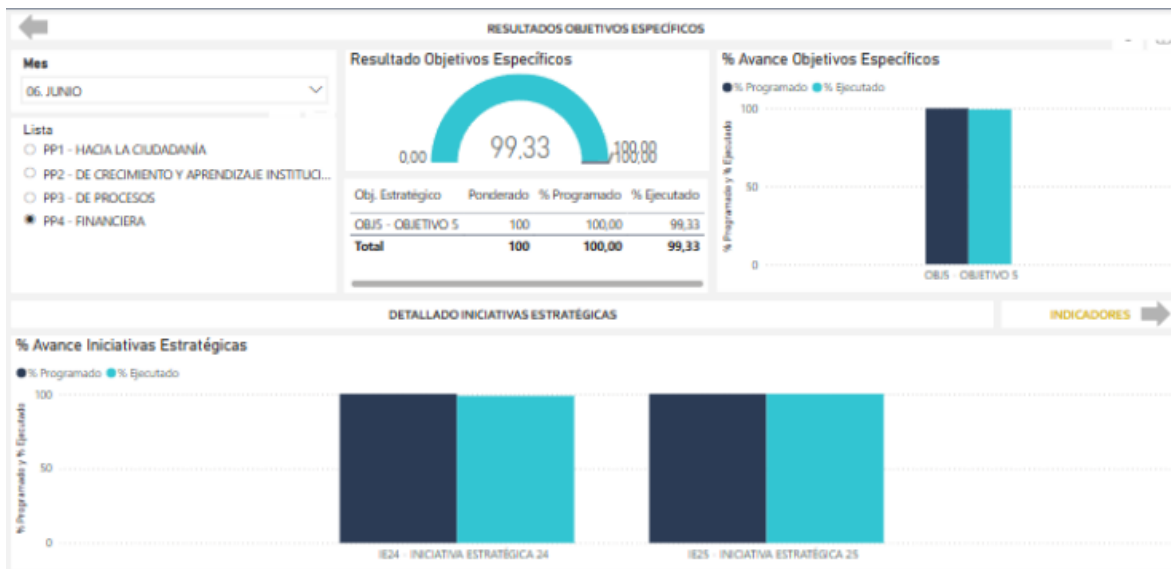 RESULTADOS OBJETIVOS ESPECÍFICOS
Mes
06. JUNIO
Lista
PP1 - HACIA LA CIUDADANÍA
PP2 - DE CRECIMIENTO Y APRENDIZAJE INSTITUCI...
PP3 - DE PROCESOS
PP4 - FINANCIERA
Resultado Objetivos Específicos
0,00
99,33
100,00
Obj. Estratégico Ponderado % Programado % Ejecutado
OBJ5 - OBJETIVO 5 100 100,00 99,33
Total 100 100,00 99,33
% Avance Objetivos Específicos
% Programado % Ejecutado
% Programado y % Ejecutado
100
50
0
OBJ5 - OBJETIVO 5
DETALLADO INICIATIVAS ESTRATÉGICAS
INDICADORES
% Avance Iniciativas Estratégicas
% Programado % Ejecutado
% Programado y % Ejecutado
100
50
0
IE24 - INICIATIVA ESTRATÉGICA 24
IE25 - INICIATIVA ESTRATÉGICA 25